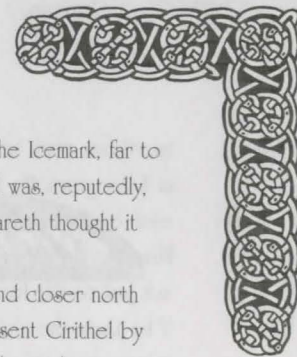 he Icemark, far to
was, reputedly,
areth thought it
nd closer north
sent Cirithel by